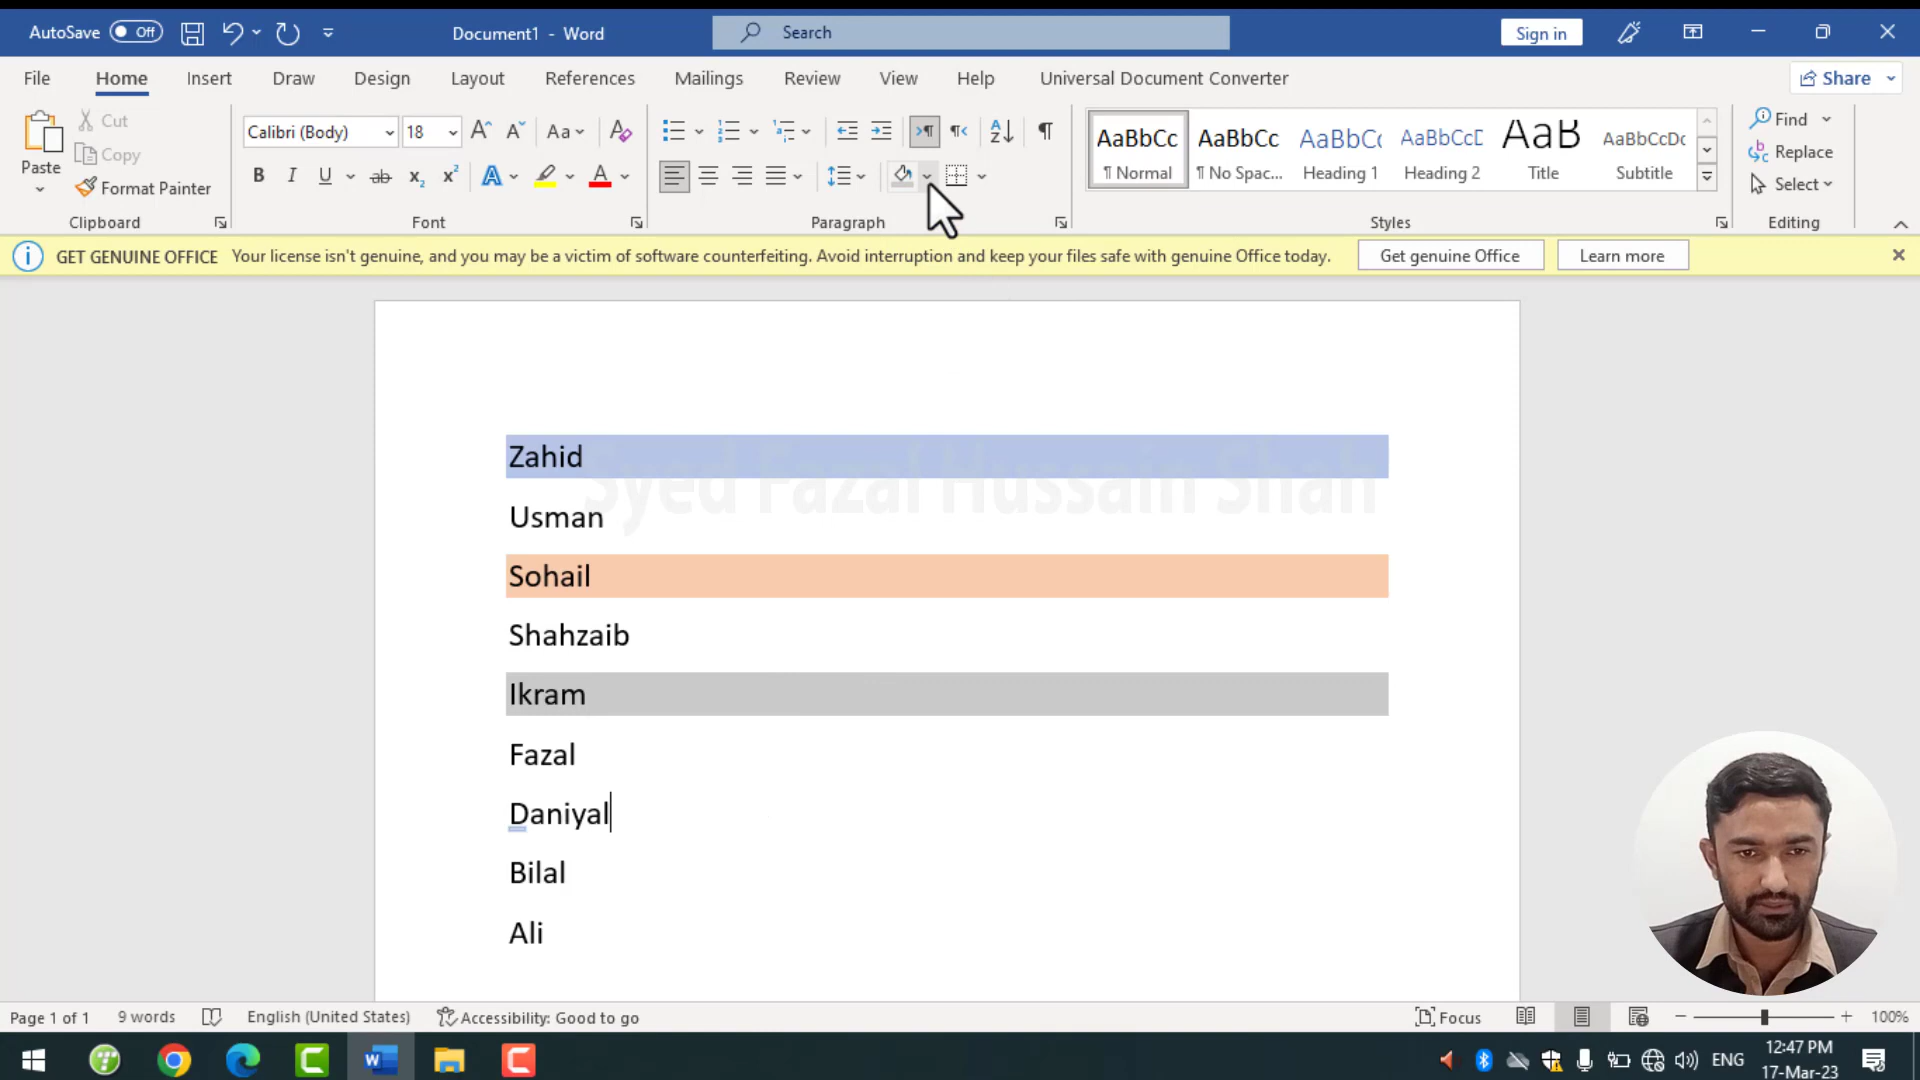 AutoSave Off Document1 - Word Search Sign in
File Home Insert Draw Design Layout References Mailings Review View Help Universal Document Converter Share
Paste Cut Copy Format Painter Clipboard
Calibri (Body) 18 Aa Font
Paragraph
AaBbCc ¶ Normal
AaBbCc ¶ No Spac...
AaBbC Heading 1
AaBbCcD Heading 2
AaB Title
AaBbCcD Subtitle
Styles
Find Replace Select Editing
GET GENUINE OFFICE Your license isn't genuine, and you may be a victim of software counterfeiting. Avoid interruption and keep your files safe with genuine Office today. Get genuine Office Learn more
Zahid
Syed Fazal Hussain Shah
Usman
Sohail
Shahzaib
Ikram
Fazal
Daniyal
Bilal
Ali
Page 1 of 1 9 words English (United States) Accessibility: Good to go Focus 100%
ENG 12:47 PM
17-Mar-23